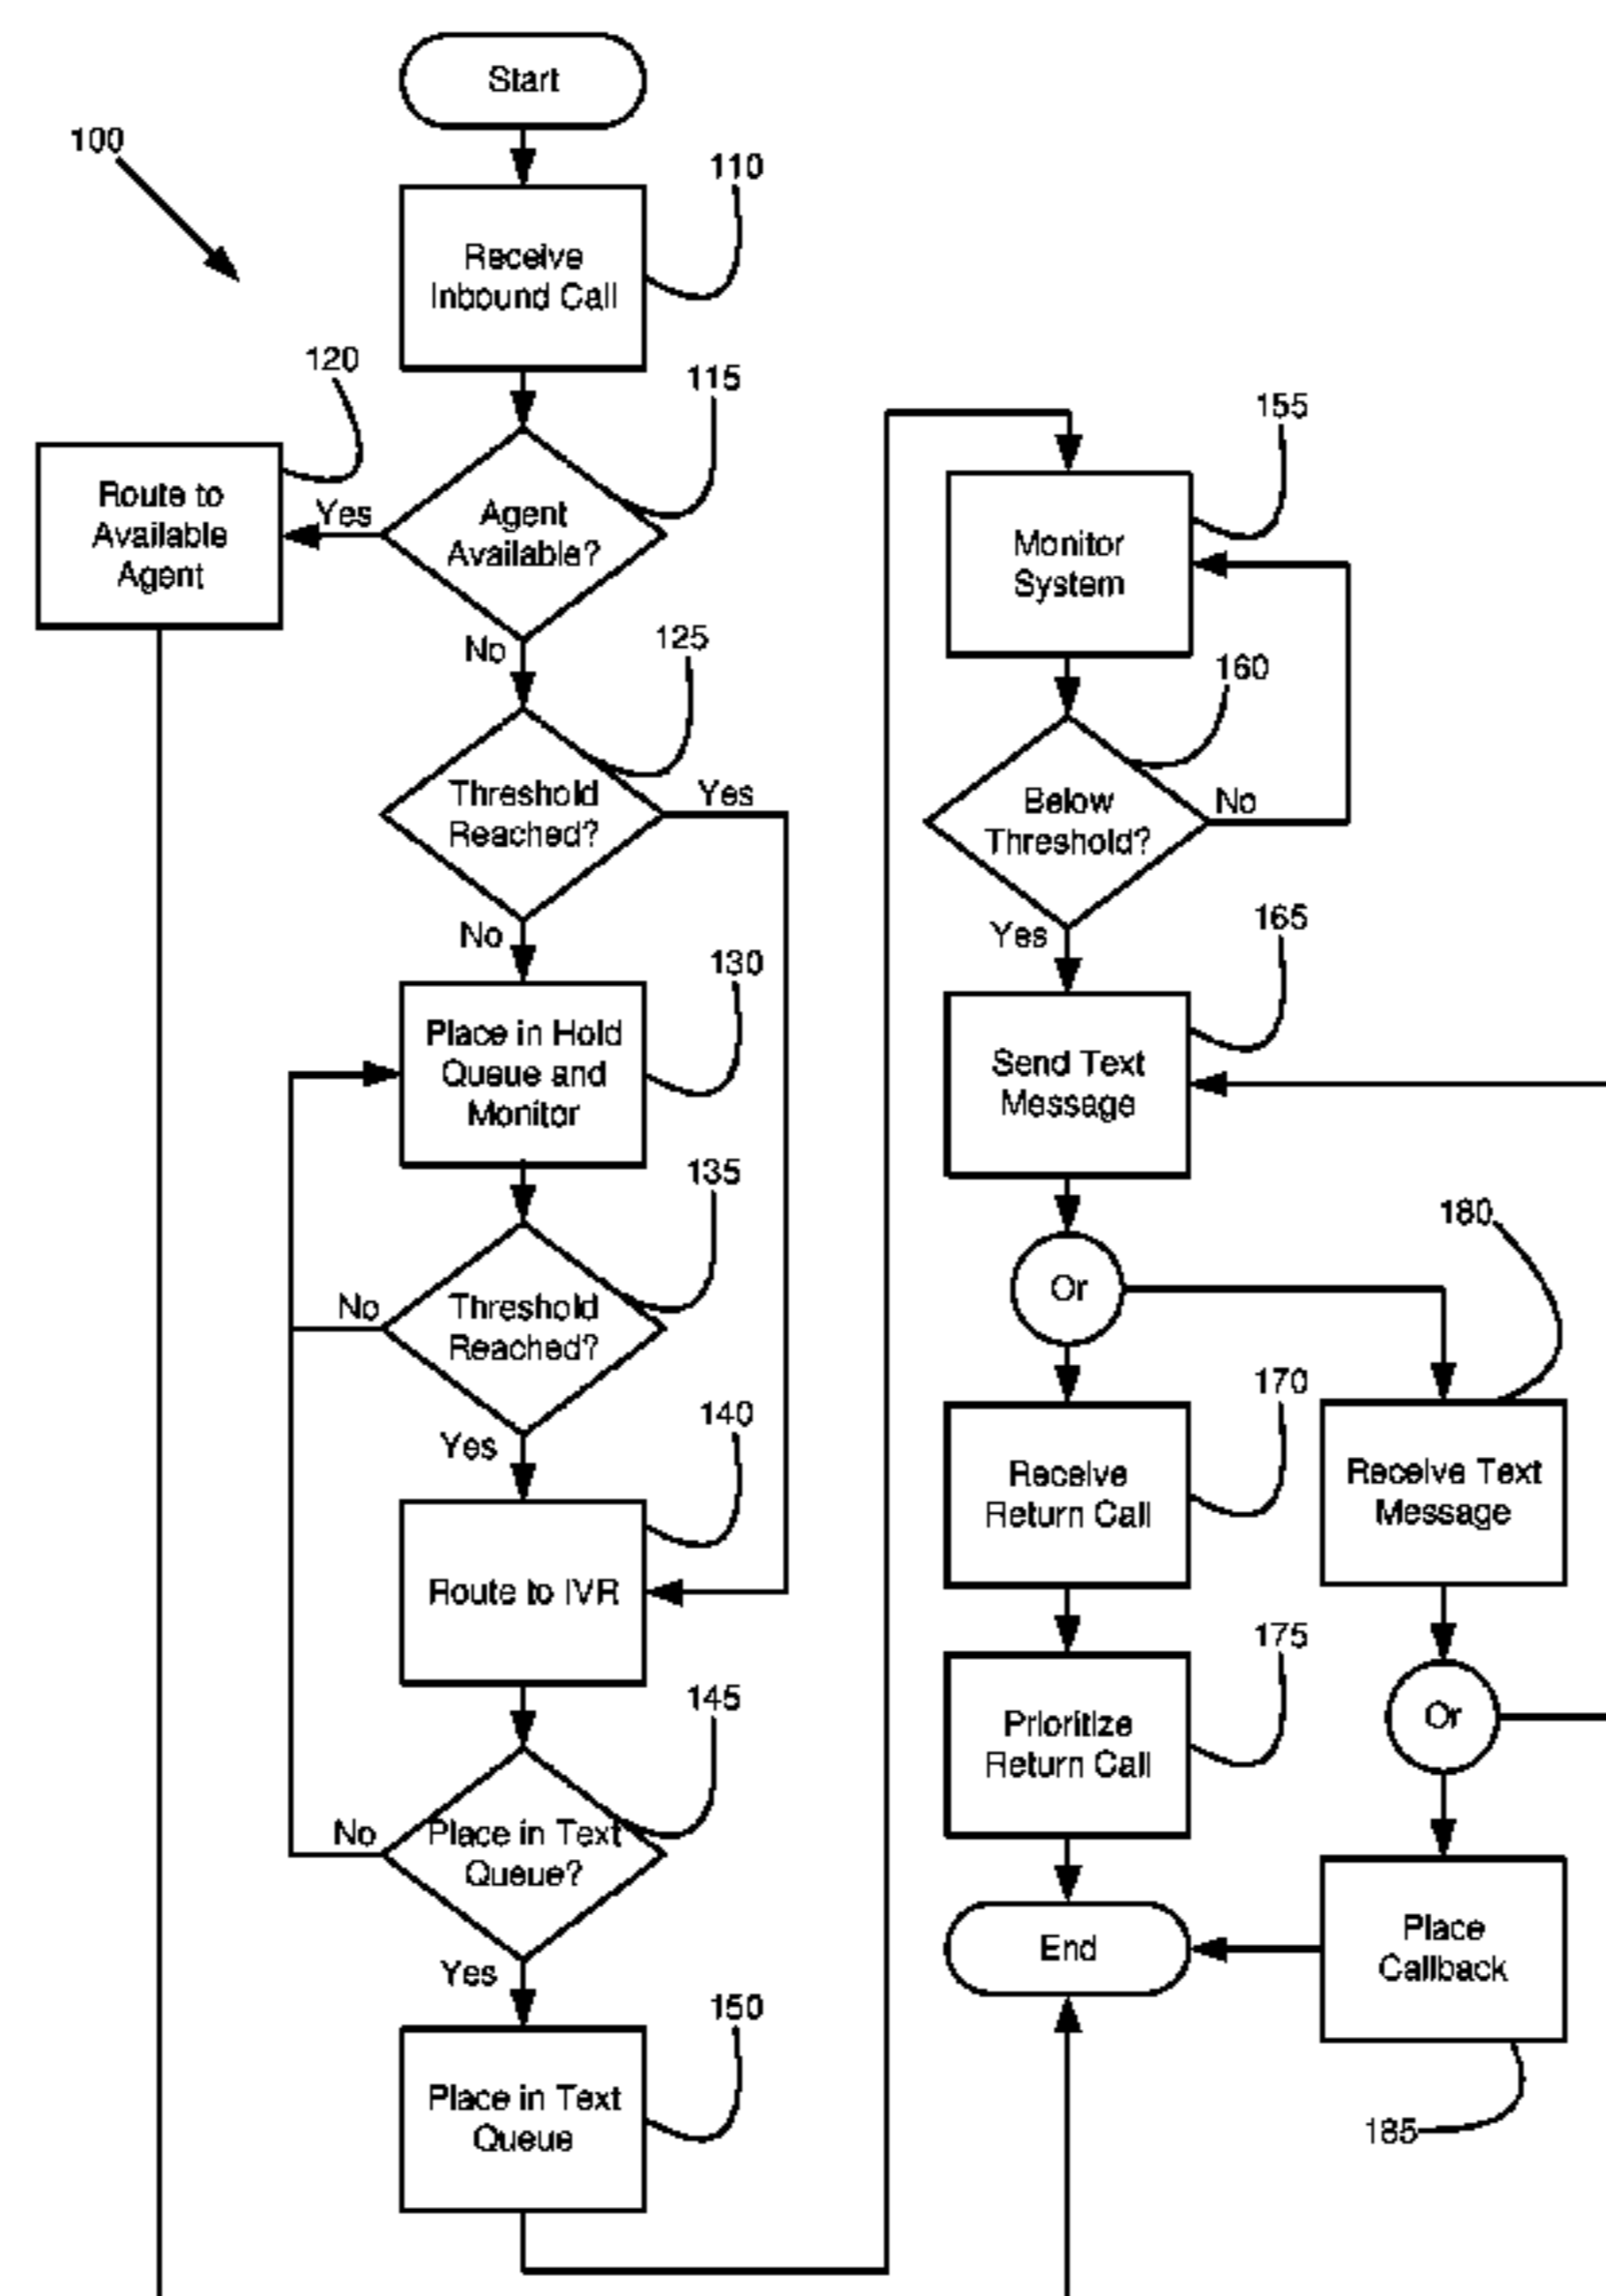 Start
100
110
Receive
Inbound Call
120
115
Route to
Available
Agent
Yes
Agent
Available?
No
125
Threshold
Reached?
Yes
No
130
Place in Hold
Queue and
Monitor
135
No
Threshold
Reached?
Yes
140
Route to IVR
145
No
Place in Text
Queue?
Yes
150
Place in Text
Queue
155
Monitor
System
160
Below
Threshold?
No
Yes
165
Send Text
Message
180
Or
170
Receive
Return Call
Receive Text
Message
175
Prioritize
Return Call
Or
End
Place
Callback
185